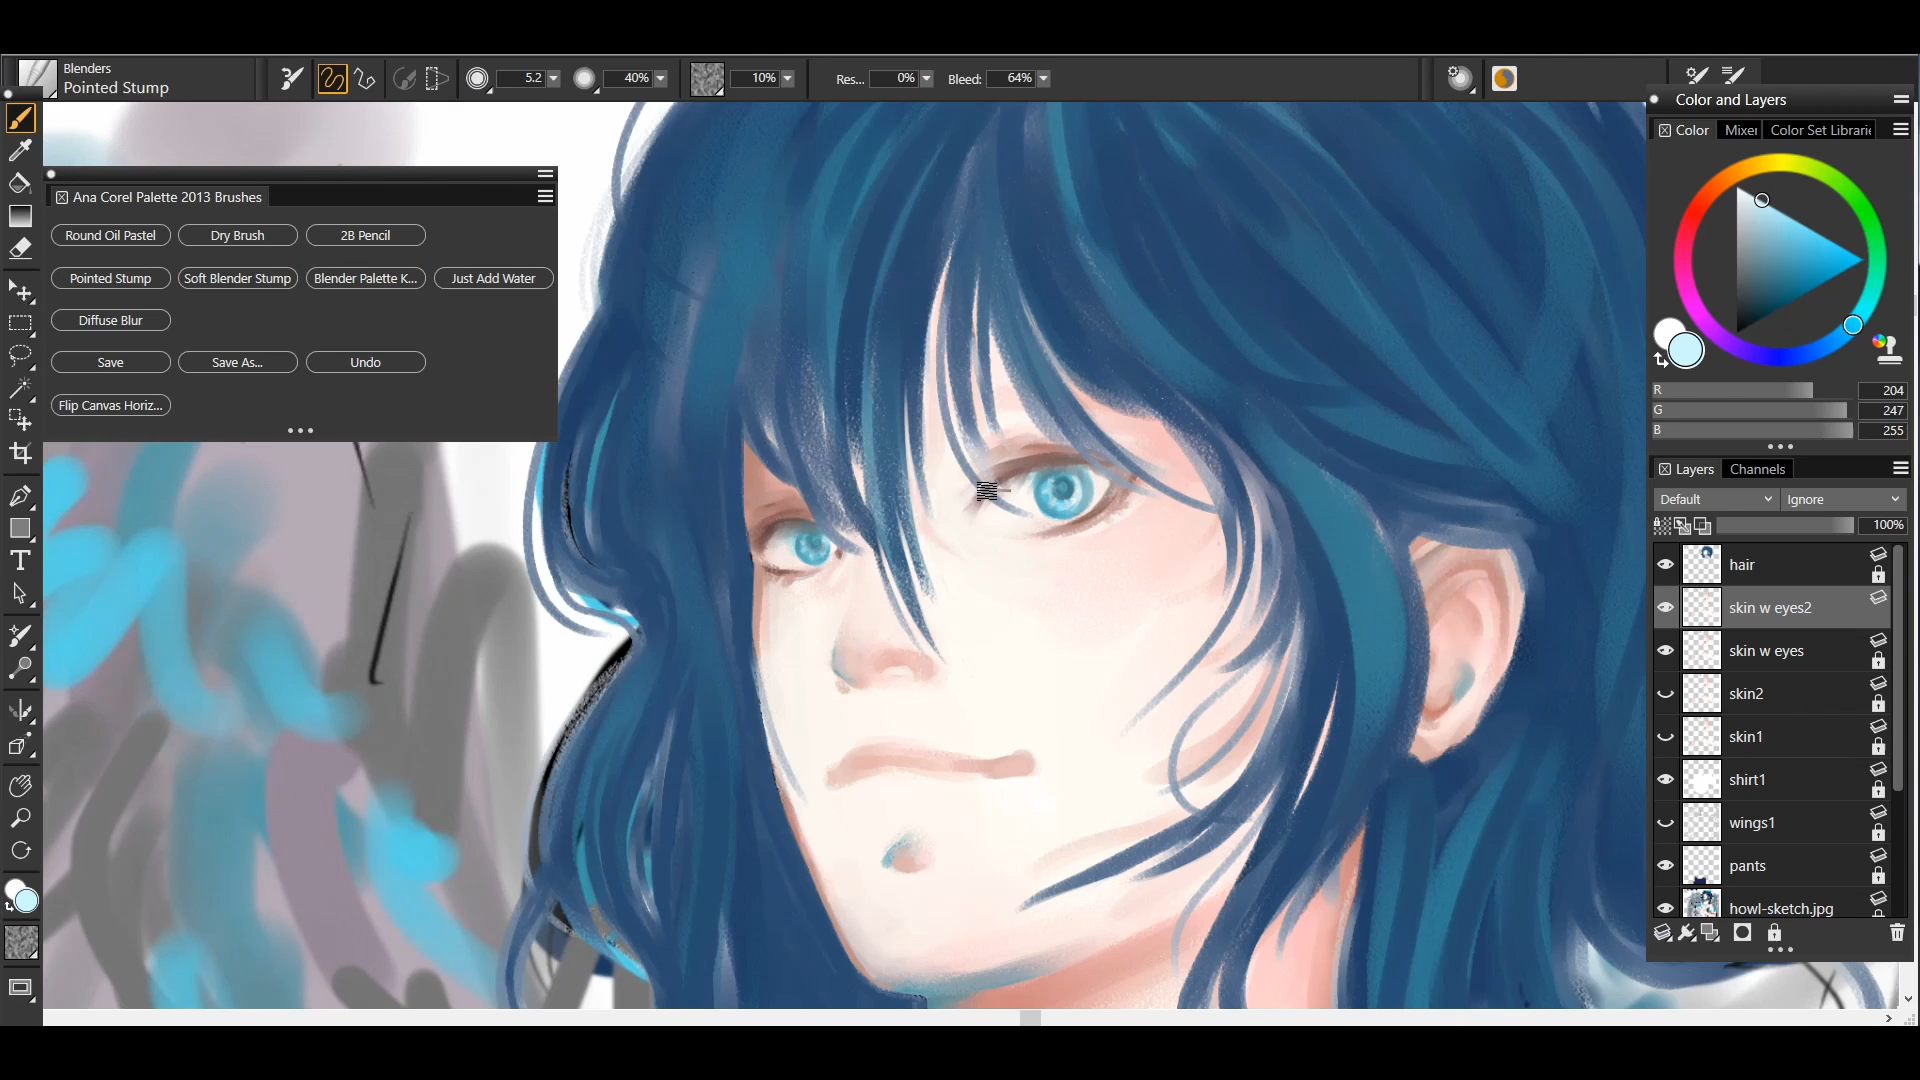 Blenders
Pointed Stump
5.2
40%
10%
Res... 0%
Bleed: 64%
Color and Layers
Color
Mixer
Color Set Librarie
Ana Corel Palette 2013 Brushes
Round Oil Pastel
Dry Brush
2B Pencil
Pointed Stump
Soft Blender Stump
Blender Palette K...
Just Add Water
Diffuse Blur
Save
Save As...
Undo
Flip Canvas Horiz...
R 204
G 247
B 255
Layers
Channels
Default
Ignore
100%
hair
skin w eyes2
skin w eyes
skin2
skin1
shirt1
wings1
pants
howl-sketch.jpg
T